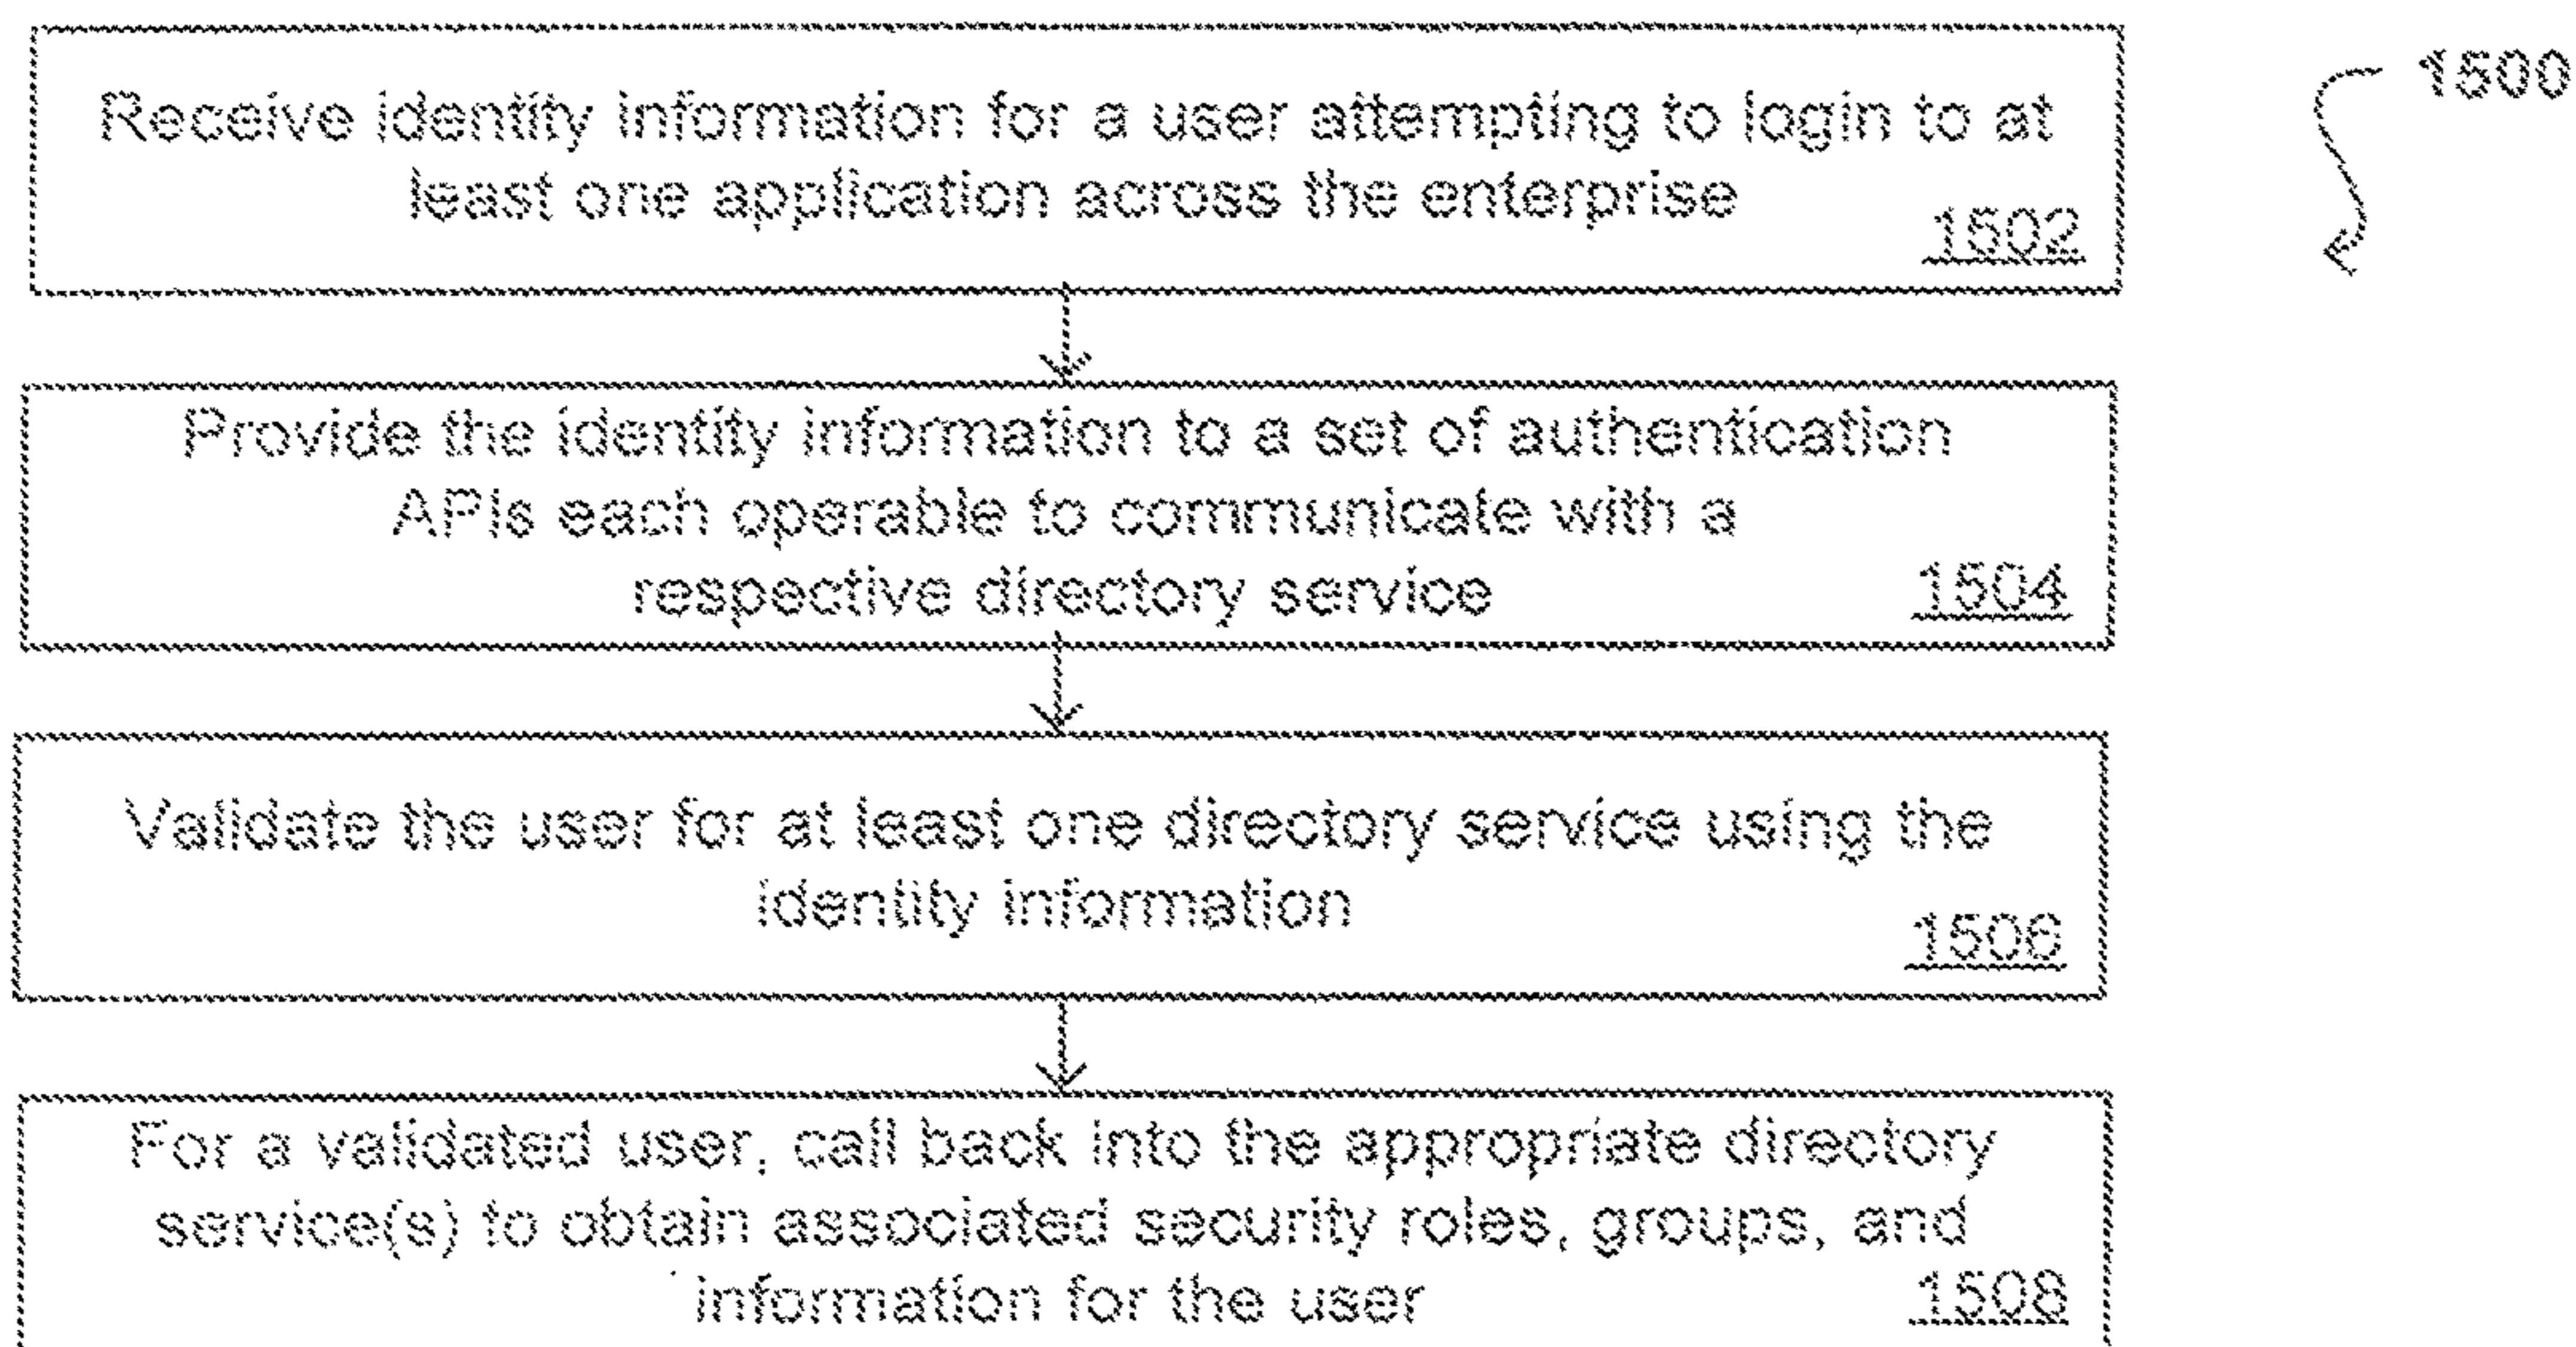 1500
Receive identity information for a user attempting to login to at
least one application across the enterprise
1502
Provide the identity information to a set of authentication
APIs each operable to communicate with a
respective directory service
1504
Validate the user for at least one directory service using the
identity information
1506
For a validated user, call back into the appropriate directory
service(s) to obtain associated security roles, groups, and
information for the user
1508